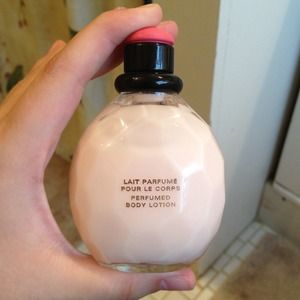 LAIT PARFUMÉ
POUR LE CORPS
PERFUMED
BODY LOTION